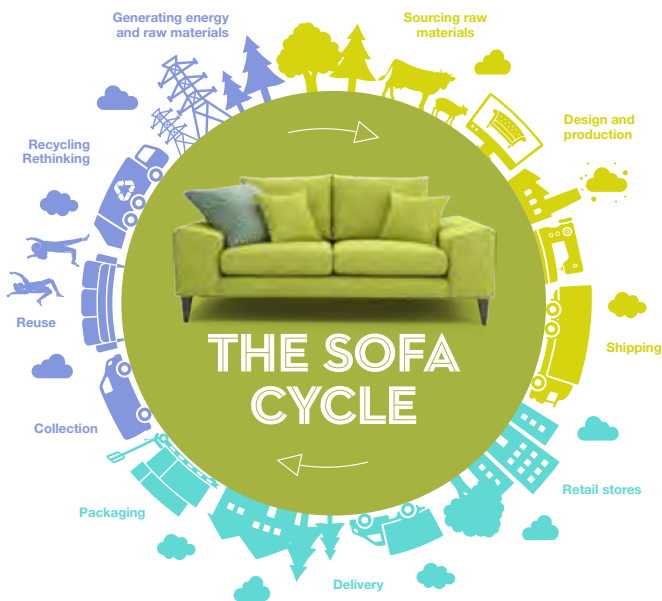 Generating energy
and raw materials
Sourcing raw
materials
Design and
production
Recycling
Rethinking
Reuse
Shipping
THE SOFA
CYCLE
Collection
Retail stores
Packaging
Delivery